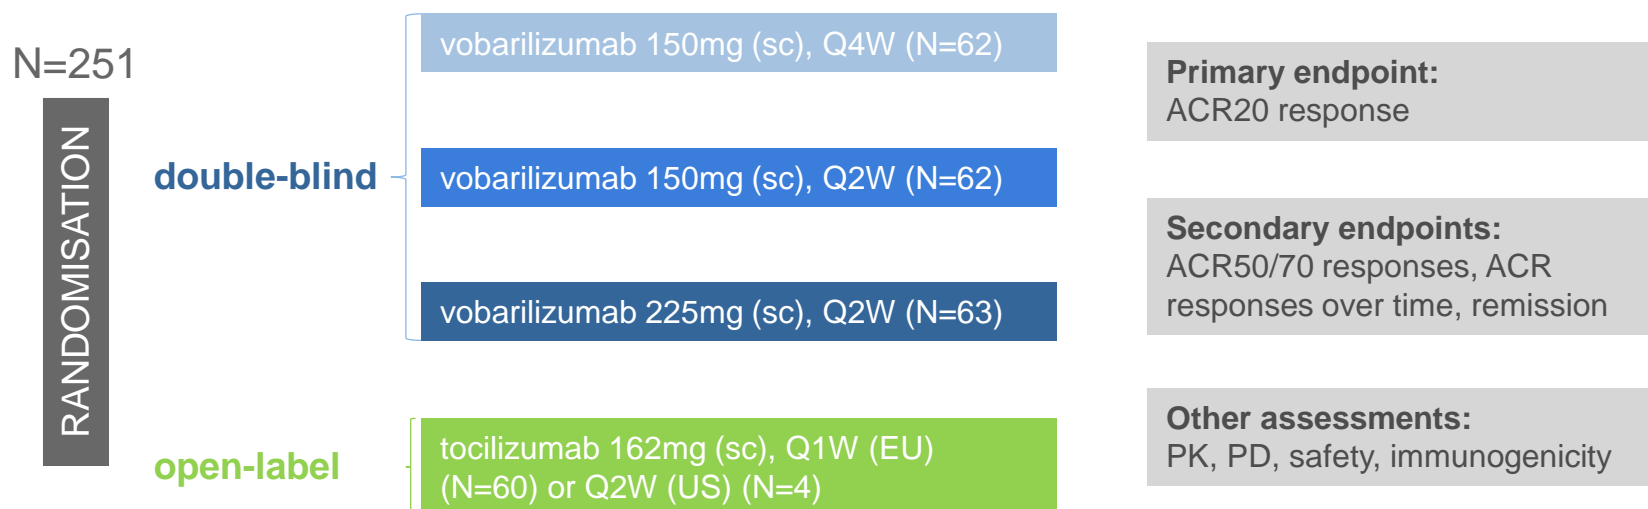 N=251
RANDOMISATION
double-blind
vobarilizumab 150mg (sc), Q4W (N=62)
vobarilizumab 150mg (sc), Q2W (N=62)
vobarilizumab 225mg (sc), Q2W (N=63)
open-label
tocilizumab 162mg (sc), Q1W (EU)
(N=60) or Q2W (US) (N=4)
Primary endpoint:
ACR20 response
Secondary endpoints:
ACR50/70 responses, ACR
responses over time, remission
Other assessments:
PK, PD, safety, immunogenicity